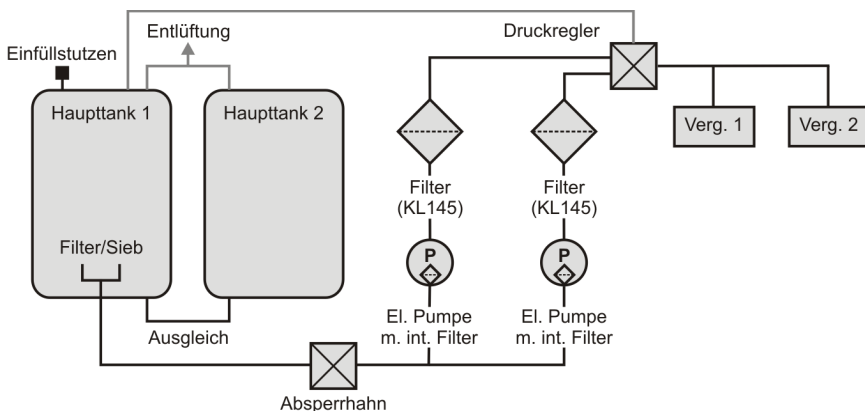 Entlüftung
Druckregler
Einfüllstutzen
Haupttank 1
Haupttank 2
Verg. 1
Verg. 2
Filter
(KL145)
Filter
(KL145)
Filter/Sieb
P
P
El. Pumpe
m. int. Filter
El. Pumpe
m. int. Filter
Ausgleich
Absperrhahn